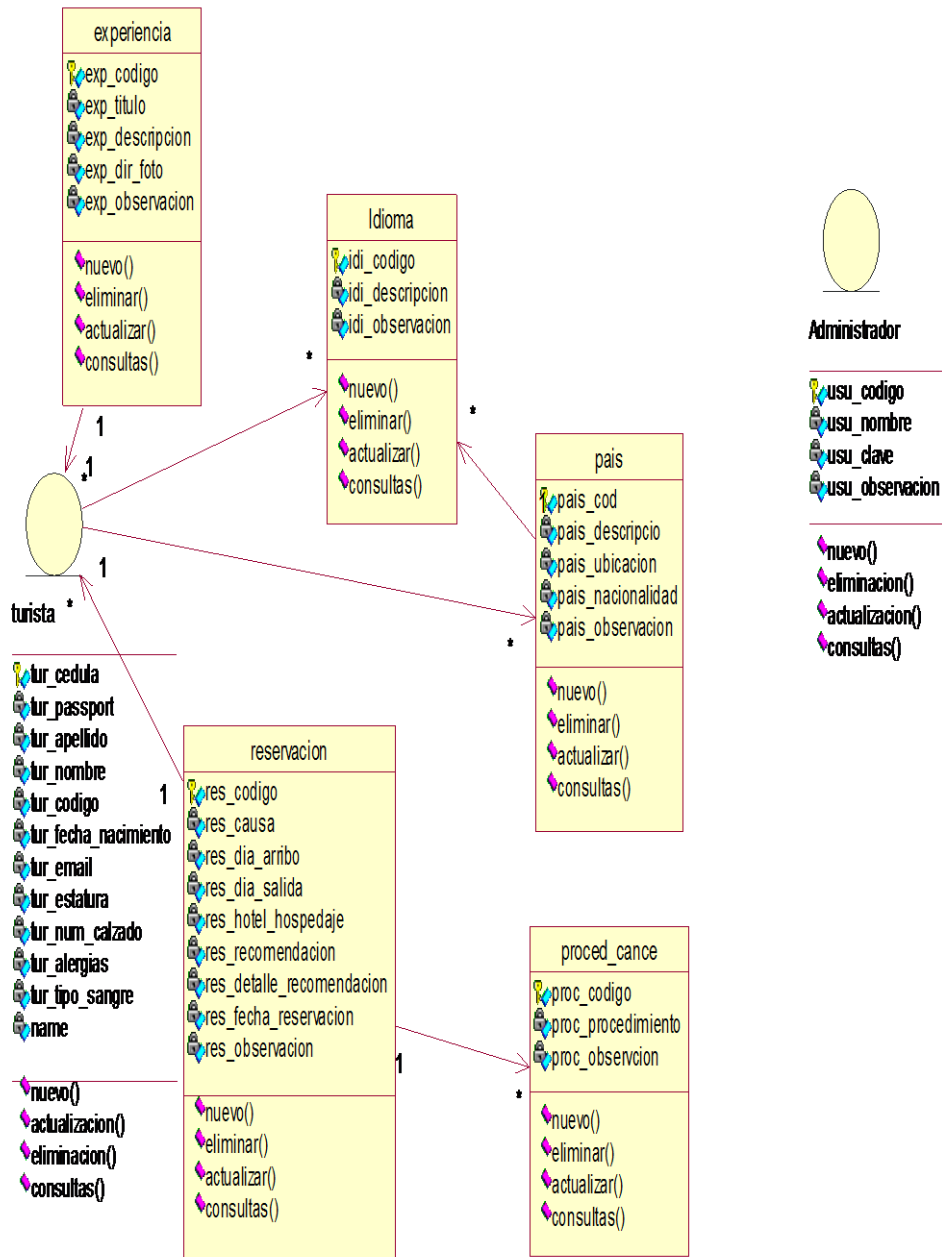 experiencia
exp_codigo
exp_titulo
exp_descripcion
exp_dir_foto
exp_observacion
nuevo()
eliminar()
actualizar()
consultas()
1
1
*
Idioma
idi_codigo
idi_descripcion
idi_observacion
nuevo()
eliminar()
actualizar()
consultas()
*
*
pais
pais_cod
pais_descripcio
pais_ubicacion
pais_nacionalidad
pais_observacion
nuevo()
eliminar()
actualizar()
consultas()
*
Administrador
usu_codigo
usu_nombre
usu_clave
usu_observacion
nuevo()
eliminacion()
actualizacion()
consultas()
1
*
turista
tur_cedula
tur_passport
tur_apellido
tur_nombre
tur_codigo
tur_fecha_nacimiento
tur_email
tur_estatura
tur_num_calzado
tur_alergias
tur_tipo_sangre
name
nuevo()
actualizacion()
eliminacion()
consultas()
1
reservacion
res_codigo
res_causa
res_dia_arribo
res_dia_salida
res_hotel_hospedaje
res_recomendacion
res_detalle_recomendacion
res_fecha_reservacion
res_observacion
nuevo()
eliminar()
actualizar()
consultas()
1
*
proced_cance
proc_codigo
proc_procedimiento
proc_observcion
nuevo()
eliminar()
actualizar()
consultas()